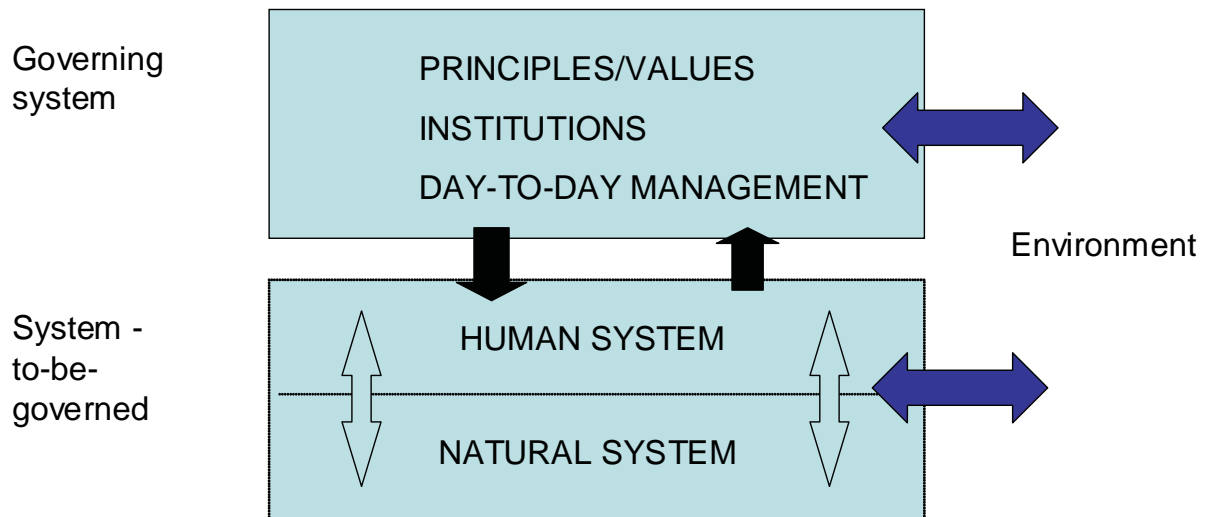 Governing
system
PRINCIPLES/VALUES
INSTITUTIONS
DAY-TO-DAY MANAGEMENT
Environment
System -
to-be-
governed
HUMAN SYSTEM
NATURAL SYSTEM